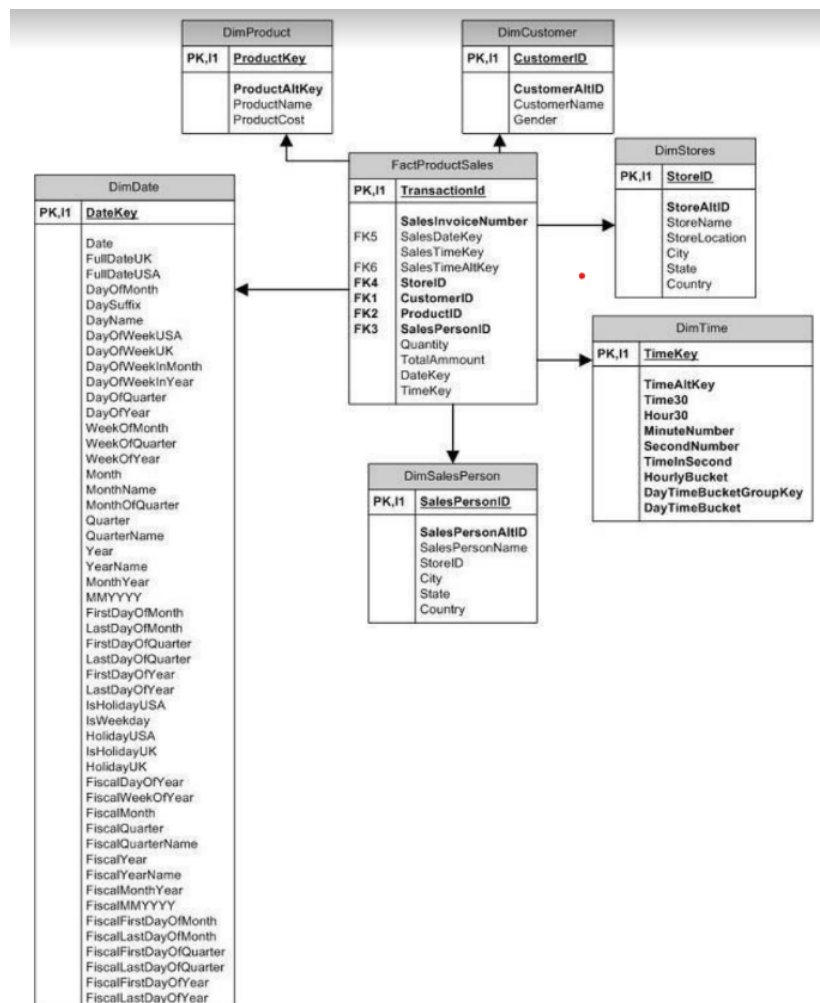 DimProduct
PK,I1 ProductKey
ProductAltKey
ProductName
ProductCost
DimCustomer
PK,I1 CustomerID
CustomerAltID
CustomerName
Gender
DimStores
PK,I1 StoreID
StoreAltID
StoreName
StoreLocation
City
State
Country
FactProductSales
PK,I1 TransactionId
SalesInvoiceNumber
FK5 SalesDateKey
SalesTimeKey
FK6 SalesTimeAltKey
FK4 StoreID
FK1 CustomerID
FK2 ProductID
FK3 SalesPersonID
Quantity
TotalAmmount
DateKey
TimeKey
DimDate
PK,I1 DateKey
Date
FullDateUK
FullDateUSA
DayOfMonth
DaySuffix
DayName
DayOfWeekUSA
DayOfWeekUK
DayOfWeekInMonth
DayOfWeekInYear
DayOfQuarter
DayOfYear
WeekOfMonth
WeekOfQuarter
WeekOfYear
Month
MonthName
MonthOfQuarter
Quarter
QuarterName
Year
YearName
MonthYear
MMYYYY
FirstDayOfMonth
LastDayOfMonth
FirstDayOfQuarter
LastDayOfQuarter
FirstDayOfYear
LastDayOfYear
IsHolidayUSA
IsWeekday
HolidayUSA
IsHolidayUK
HolidayUK
FiscalDayOfYear
FiscalWeekOfYear
FiscalMonth
FiscalQuarter
FiscalQuarterName
FiscalYear
FiscalYearName
FiscalMonthYear
FiscalMMYYYY
FiscalFirstDayOfMonth
FiscalLastDayOfMonth
FiscalFirstDayOfQuarter
FiscalLastDayOfQuarter
FiscalFirstDayOfYear
FiscalLastDayOfYear
DimTime
PK,I1 TimeKey
TimeAltKey
Time30
Hour30
MinuteNumber
SecondNumber
TimeInSecond
HourlyBucket
DayTimeBucketGroupKey
DayTimeBucket
DimSalesPerson
PK,I1 SalesPersonID
SalesPersonAltID
SalesPersonName
StoreID
City
State
Country